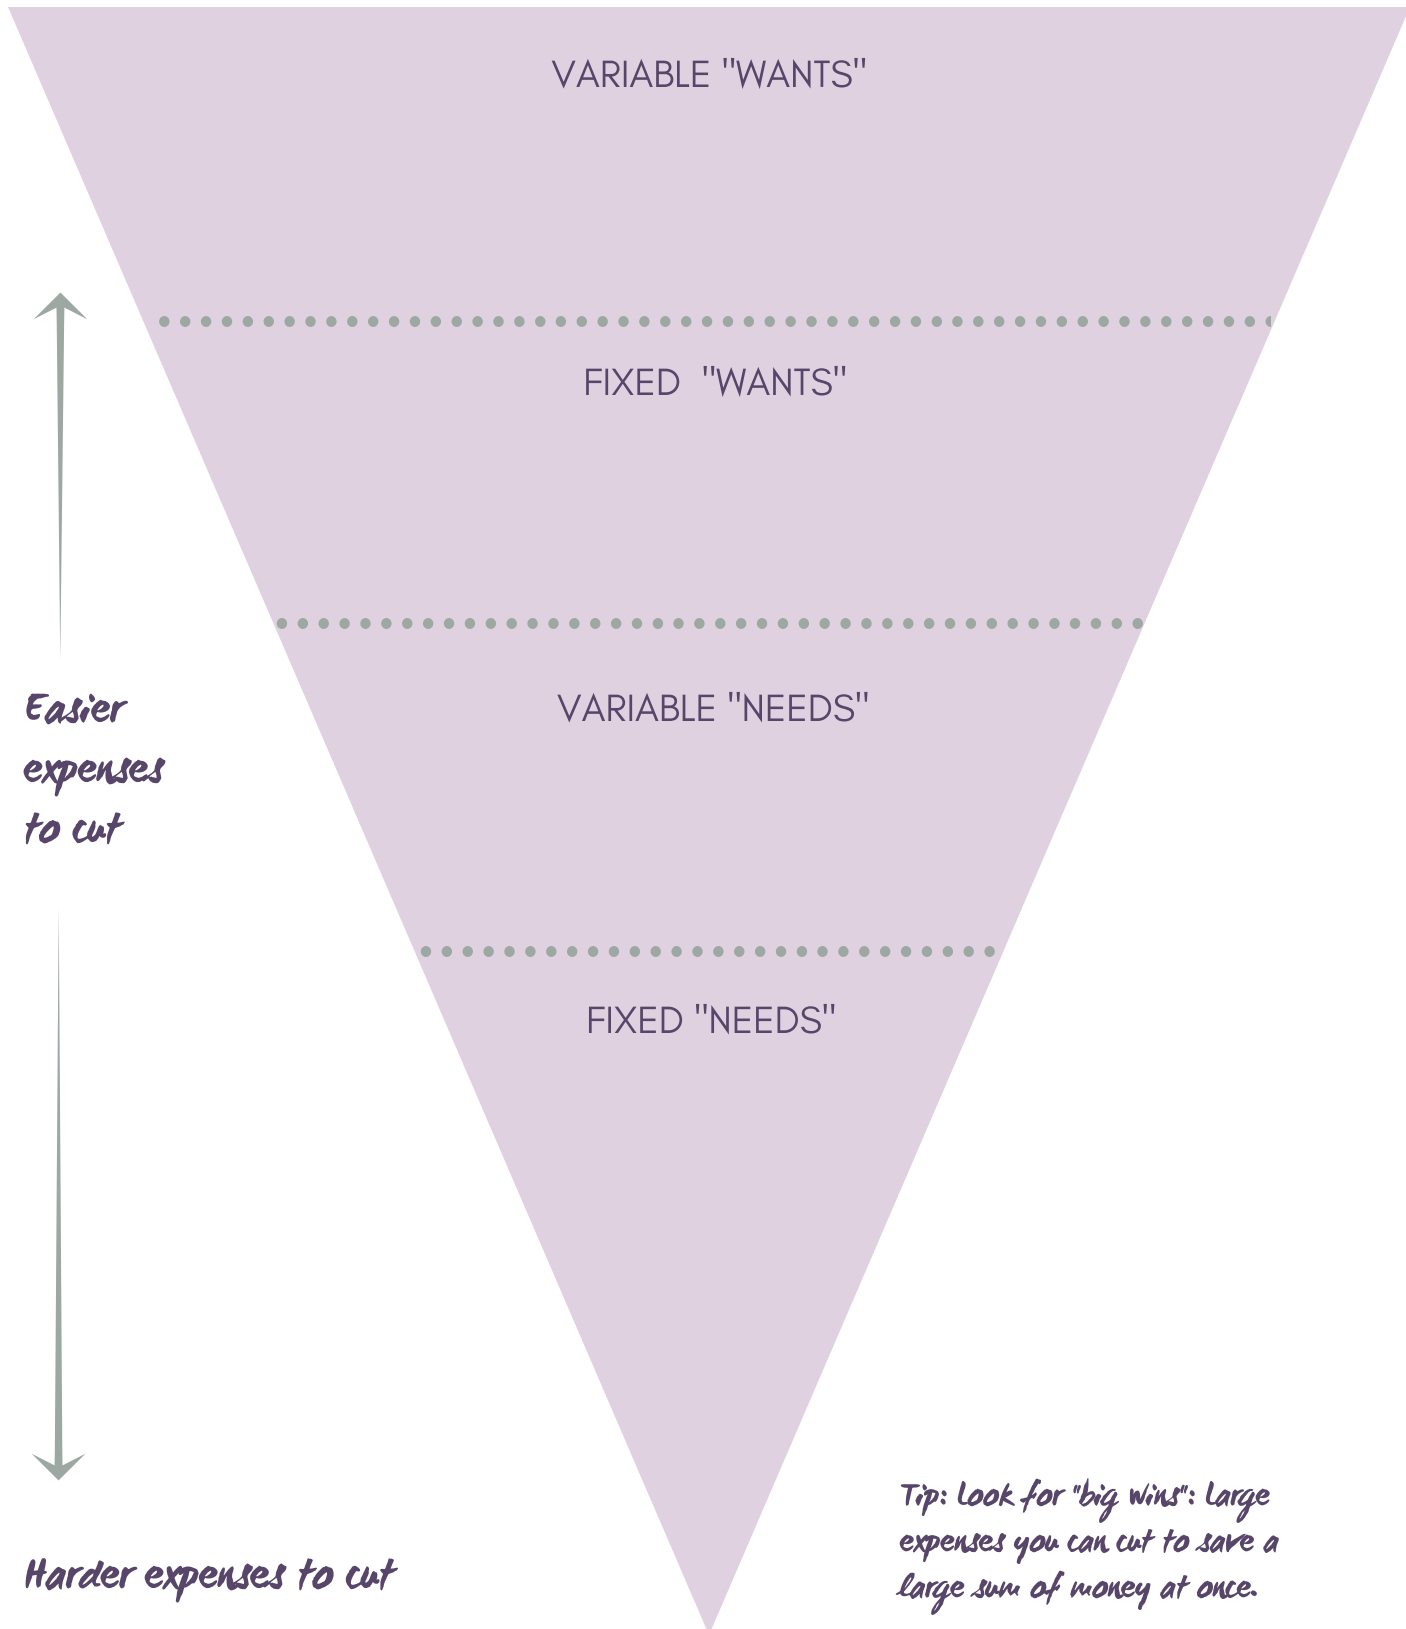 VARIABLE "WANTS"
FIXED "WANTS"
VARIABLE "NEEDS"
FIXED "NEEDS"
Easier
expenses
to cut
Harder expenses to cut
Tip: Look for "big wins": large
expenses you can cut to save a
large sum of money at once.